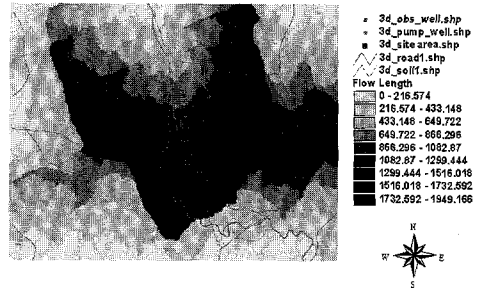 3d_obs_well.shp
3d_pump_well.shp
3d_site area.shp
3d_road1.shp
3d_soil1.shp
Flow Length
0 - 216.574
216.574 - 433.148
433.148 - 649.722
649.722 - 866.296
866.296 - 1082.87
1082.87 - 1299.444
1299.444 - 1516.018
1516.018 - 1732.592
1732.592 - 1949.166
N
W E
S